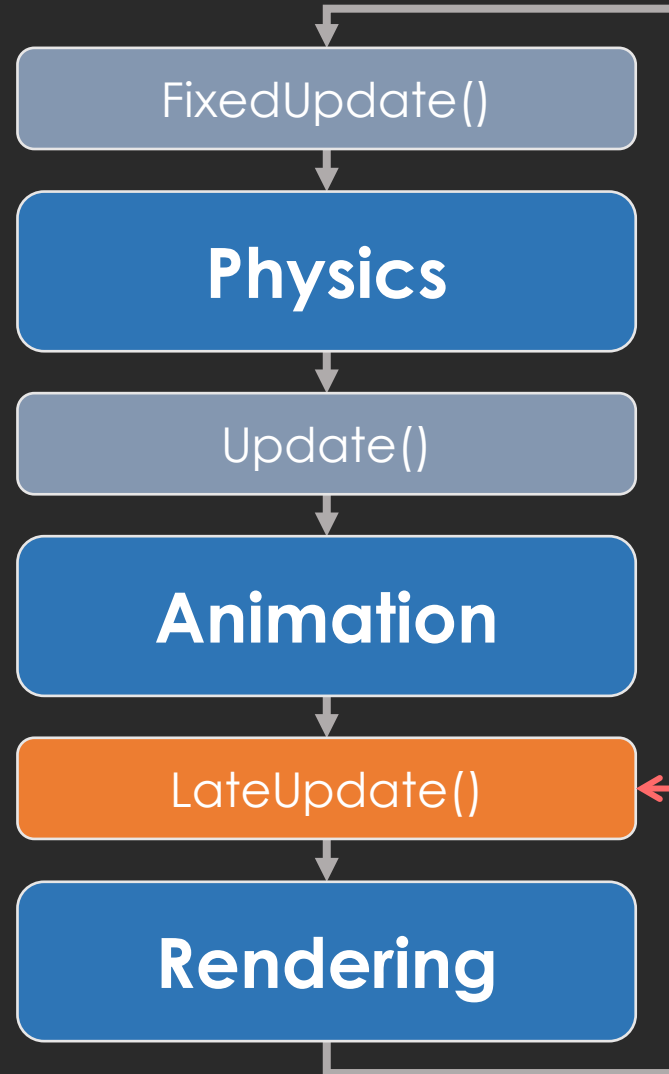 FixedUpdate()
Physics
Update()
Animation
LateUpdate()
Rendering